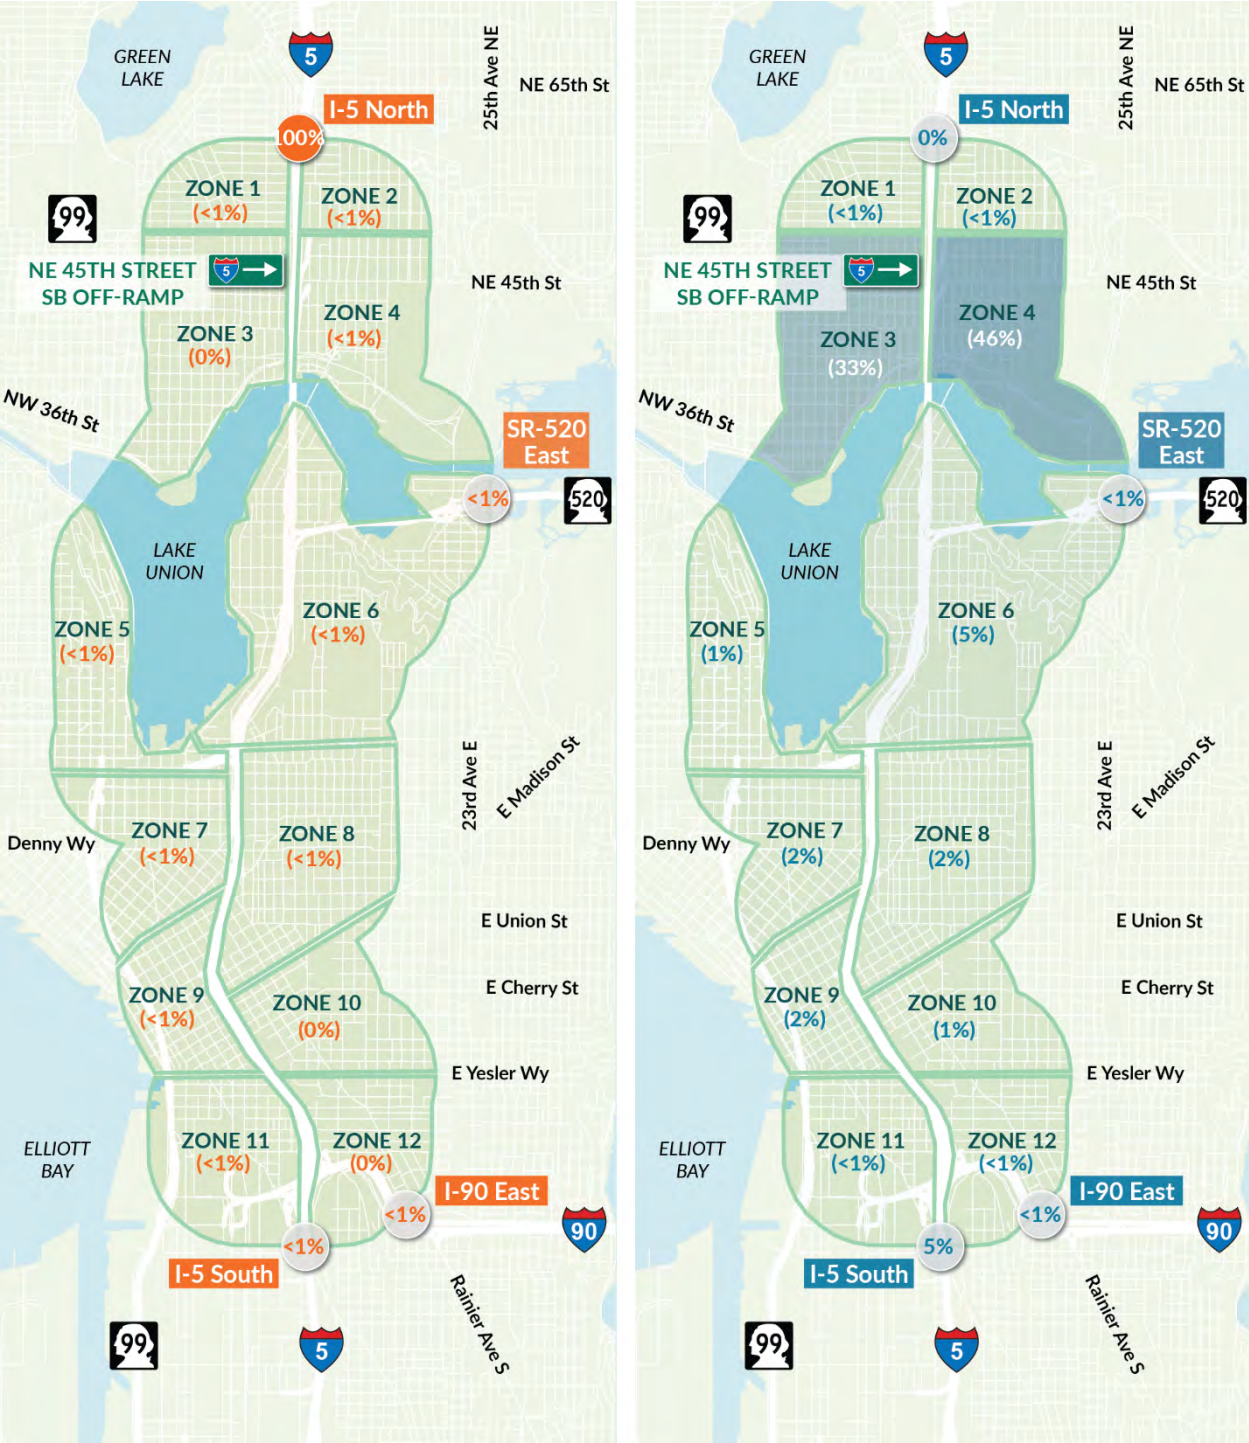 GREEN
LAKE
5
25th Ave NE
NE 65th St
I-5 North
100%
ZONE 1
(<1%)
ZONE 2
(<1%)
99
NE 45TH STREET
SB OFF-RAMP
5
NE 45th St
ZONE 3
(0%)
ZONE 4
(<1%)
NW 36th St
SR-520
East
<1%
520
LAKE
UNION
ZONE 5
(<1%)
ZONE 6
(<1%)
23rd Ave E
E Madison St
Denny Wy
ZONE 7
(<1%)
ZONE 8
(<1%)
E Union St
ZONE 9
(<1%)
ZONE 10
(0%)
E Cherry St
E Yesler Wy
ELLIOTT
BAY
ZONE 11
(<1%)
ZONE 12
(0%)
I-90 East
<1%
90
<1%
I-5 South
Rainier Ave S
99
5
GREEN
LAKE
5
25th Ave NE
NE 65th St
I-5 North
0%
ZONE 1
(<1%)
ZONE 2
(<1%)
99
NE 45TH STREET
SB OFF-RAMP
5
NE 45th St
ZONE 3
(33%)
ZONE 4
(46%)
NW 36th St
SR-520
East
<1%
520
LAKE
UNION
ZONE 5
(1%)
ZONE 6
(5%)
23rd Ave E
E Madison St
Denny Wy
ZONE 7
(2%)
ZONE 8
(2%)
E Union St
ZONE 9
(2%)
ZONE 10
(1%)
E Cherry St
E Yesler Wy
ELLIOTT
BAY
ZONE 11
(<1%)
ZONE 12
(<1%)
I-90 East
<1%
90
5%
I-5 South
Rainier Ave S
99
5